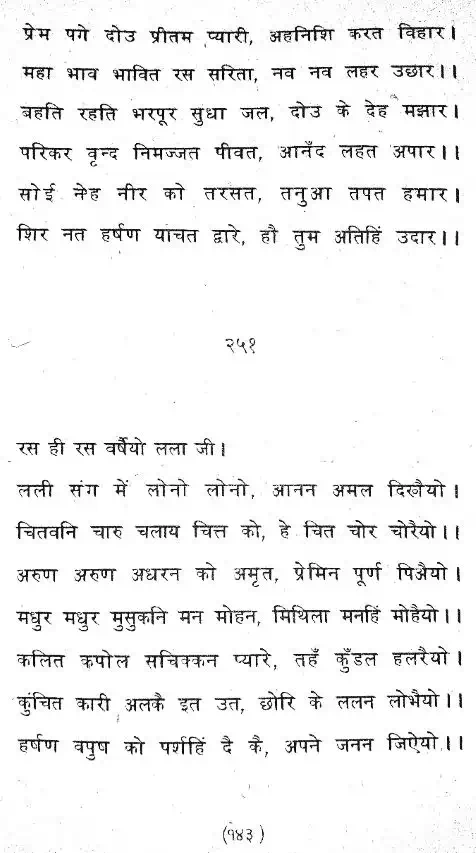 प्रेम पगे दोउ प्रीतम प्यारी, अहनिशि करत विहार।
महा भाव भावित रस सरिता, नव नव लहर उछार।।
बहति रहति भरपूर सुधा जल, दोउ के देह मझार।
परिकर वृन्द निमज्जत पीवत, आनँद लहत अपार।।
सोई नेह नीर को तरसत, तनुआ तपत हमार।
शिर नत हर्षण याचत द्वारे, हौ तुम अतिहिं उदार।।
२५१
रस ही रस वर्षैयो लला जी।
लली संग में लोनो लोनो, आनन अमल दिखैयो।
चितवनि चारु चलाय चित्त को, हे चित चोर चोरैयो।।
अरुण अरुण अधरन को अमृत, प्रेमिन पूर्ण पिऐयो।
मधुर मधुर मुसुकनि मन मोहन, मिथिला मनहिं मोहैयो।।
कलित कपोल सचिक्कन प्यारे, तहँ कुँडल हलरैयो।
कुंचित कारी अलकै इत उत, छोरि के ललन लोभैयो।।
हर्षण वपुष को पर्शहिं दै कै, अपने जनन जिऐयो।।
(१४३)